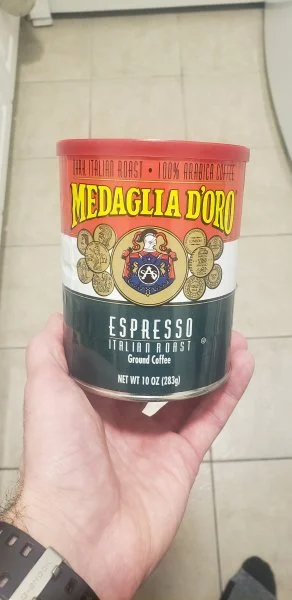 DARK ITALIAN ROAST • 100% ARABICA COFFEE
MEDAGLIA D'ORO
A
ESPRESSO
ITALIAN ROAST
Ground Coffee
NET WT 10 OZ (283g)